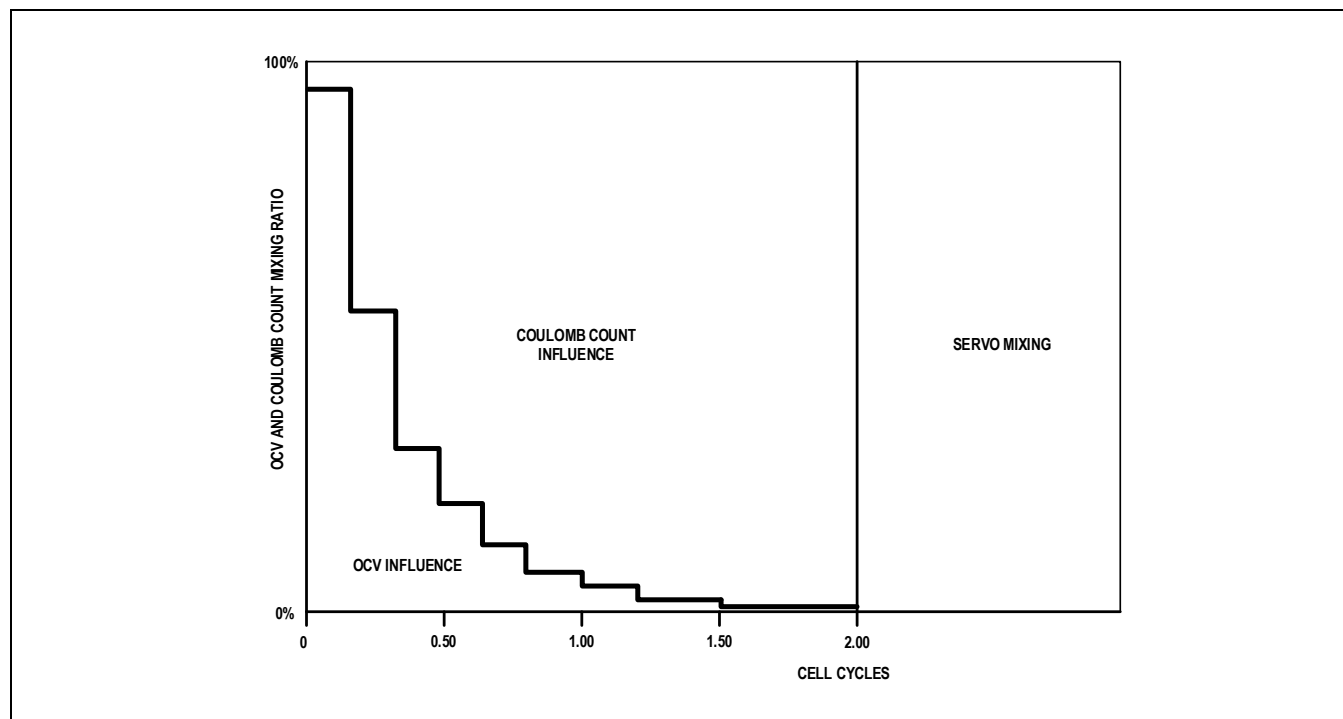 100%
OCV AND COULOMB COUNT MIXING RATIO
COULOMB COUNT
INFLUENCE
SERVO MIXING
OCV INFLUENCE
0%
0
0.50
1.00
1.50
2.00
CELL CYCLES